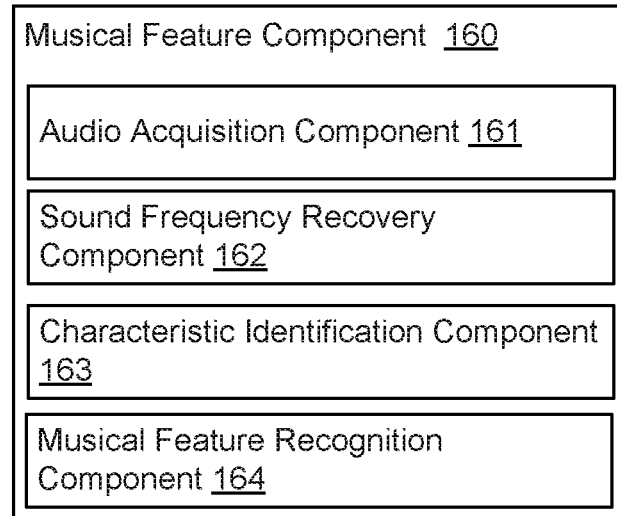 Musical Feature Component 160
Audio Acquisition Component 161
Sound Frequency Recovery
Component 162
Characteristic Identification Component
163
Musical Feature Recognition
Component 164